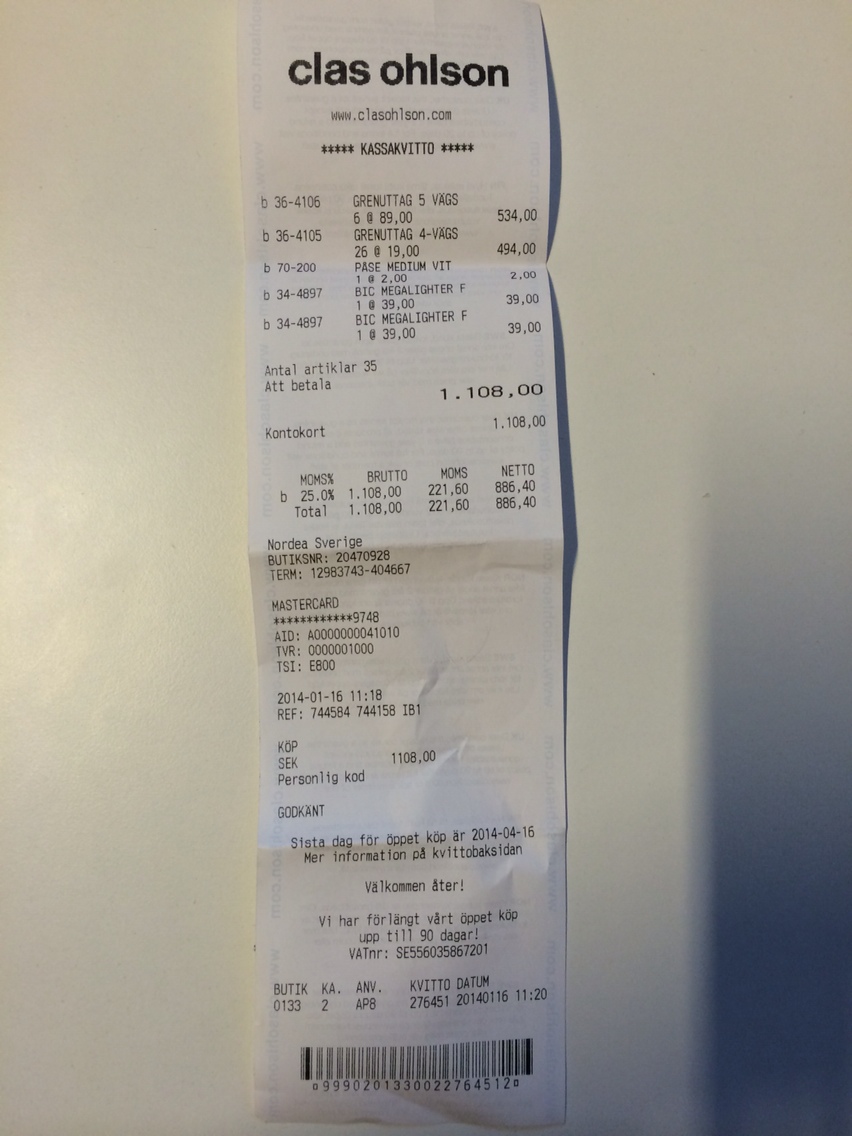 clas ohlson
www.clasohlson.com
***** KASSAKVITTO *****
b 36-4106 GRENUTTAG 5 VÄGS
6 @ 89,00 534,00
b 36-4105 GRENUTTAG 4-VÄGS
26 @ 19,00 494,00
b 70-200 PÅSE MEDIUM VIT
1 @ 2,00 2,00
b 34-4897 BIC MEGALIGHTER F
1 @ 39,00 39,00
b 34-4897 BIC MEGALIGHTER F
1 @ 39,00 39,00
Antal artiklar 35
Att betala 1.108,00
Kontokort 1.108,00
MOMS% BRUTTO MOMS NETTO
b 25.0% 1.108,00 221,60 886,40
Total 1.108,00 221,60 886,40
Nordea Sverige
BUTIKSNR: 20470928
TERM: 12983743-404667
MASTERCARD
************9748
AID: A0000000041010
TVR: 0000001000
TSI: E800
2014-01-16 11:18
REF: 744584 744158 IB1
KÖP
SEK 1108,00
Personlig kod
GODKÄNT
Sista dag för öppet köp är 2014-04-16
Mer information på kvittobaksidan
Välkommen åter!
Vi har förlängt vårt öppet köp
upp till 90 dagar!
VATnr: SE556035867201
BUTIK KA. ANV. KVITTO DATUM
0133 2 AP8 276451 20140116 11:20
¤99902013300227645 12¤